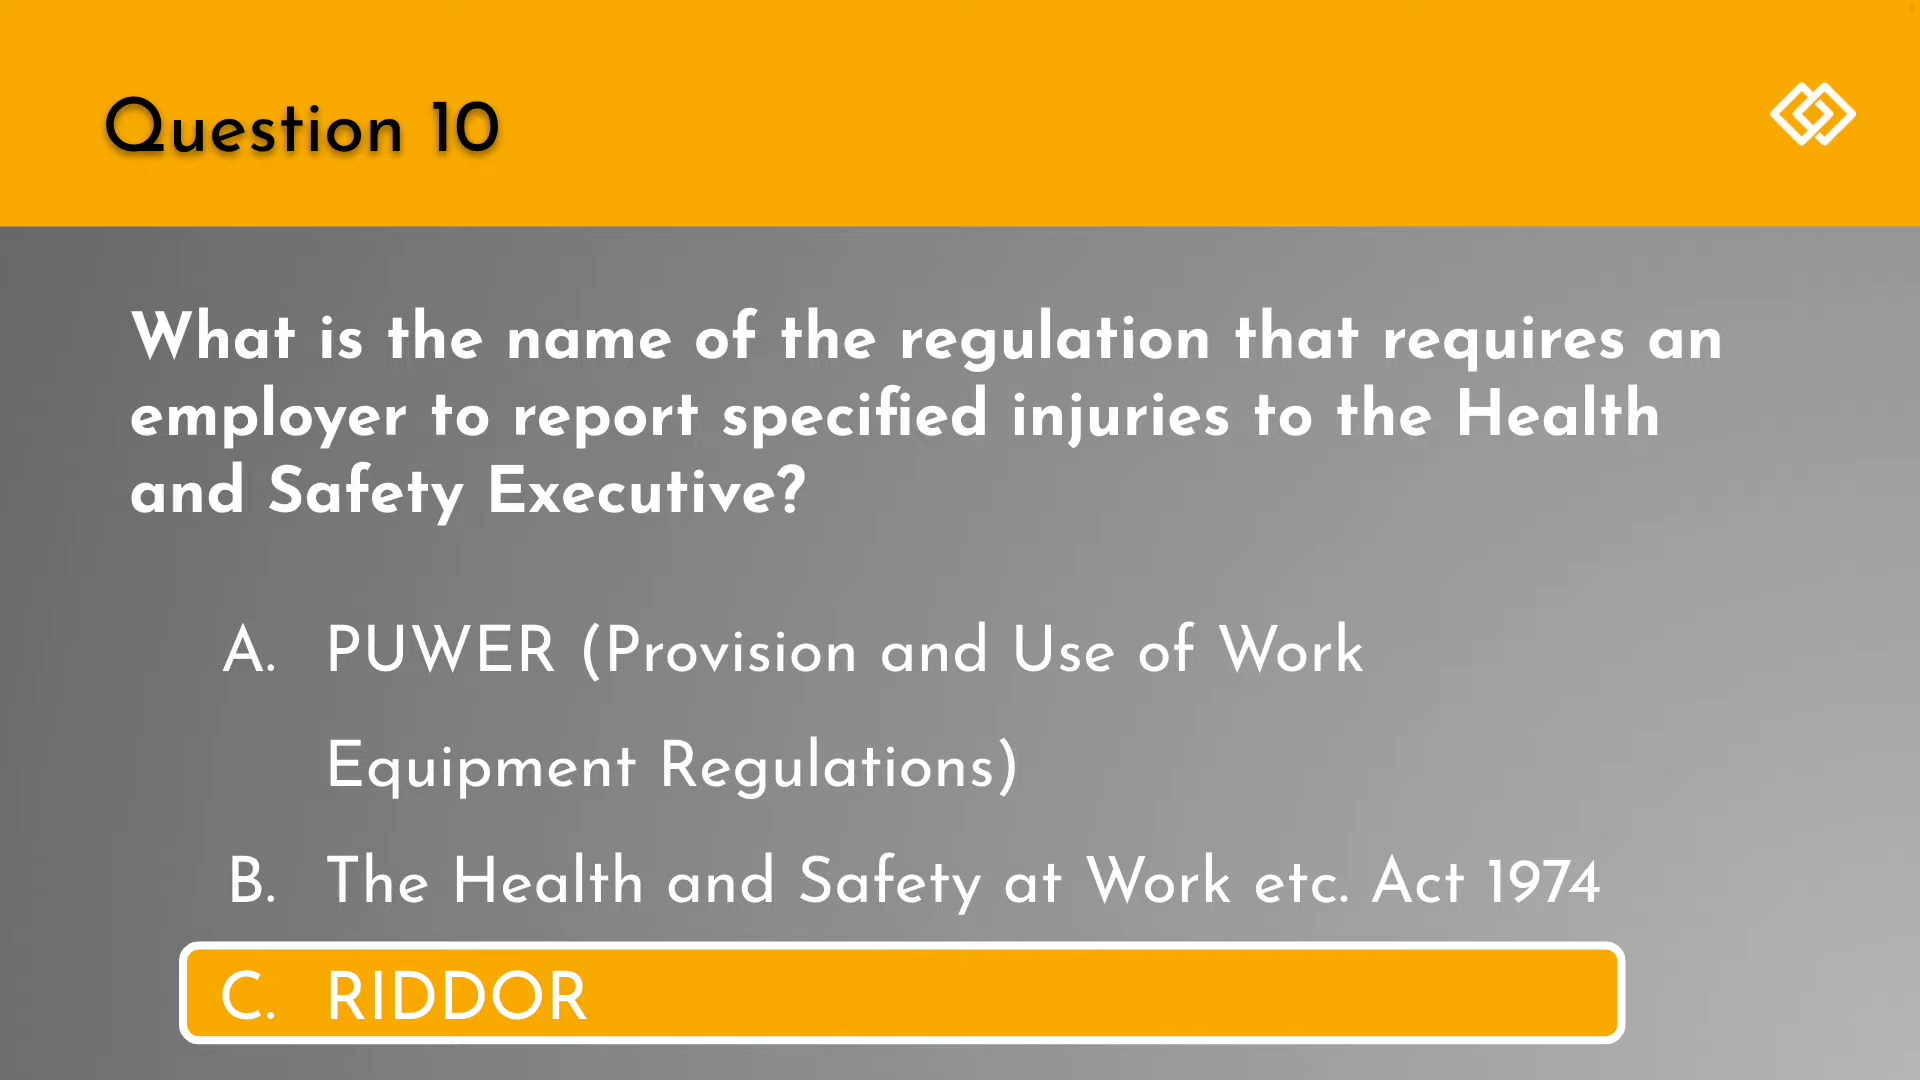 Question 10
What is the name of the regulation that requires an
employer to report specified injuries to the Health
and Safety Executive?
A. PUWER (Provision and Use of Work
Equipment Regulations)
B. The Health and Safety at Work etc. Act 1974
C. RIDDOR